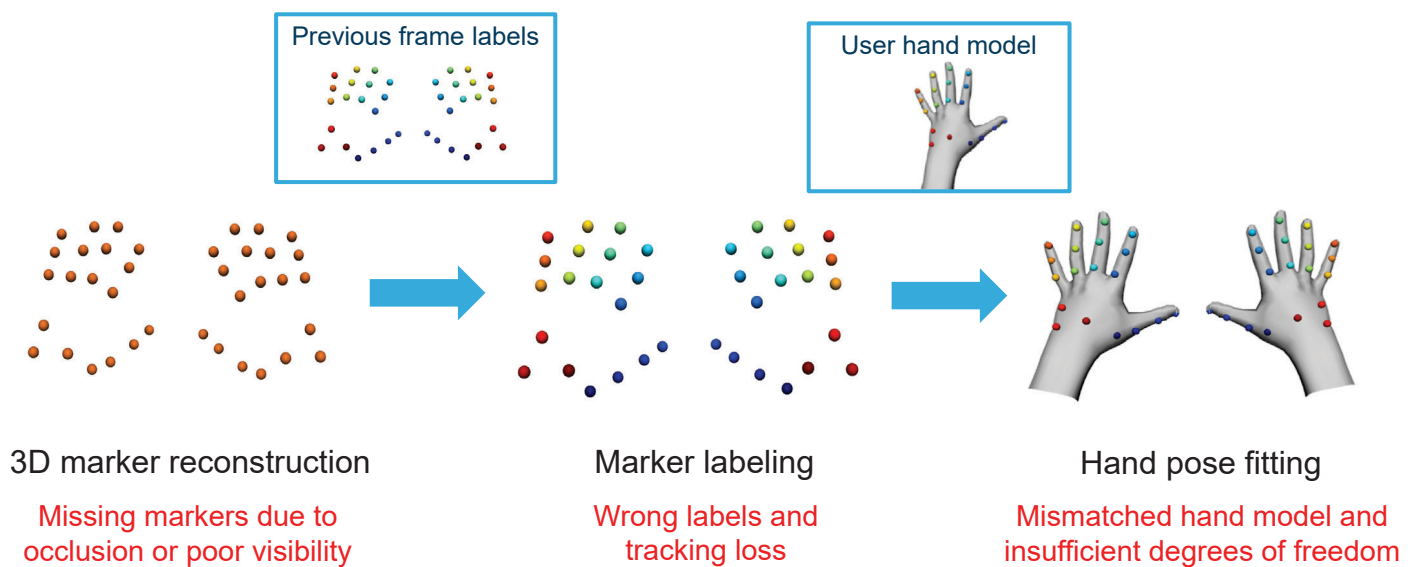 Previous frame labels
User hand model
3D marker reconstruction
Marker labeling
Hand pose fitting
Missing markers due to
occlusion or poor visibility
Wrong labels and
tracking loss
Mismatched hand model and
insufficient degrees of freedom